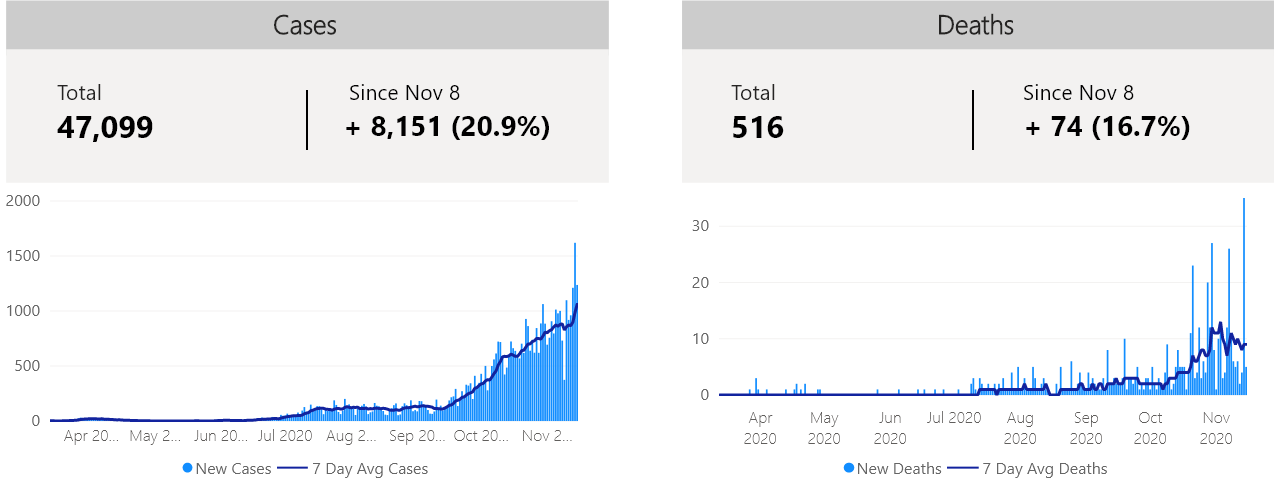 Cases
Total
Since Nov 8
47,099
+ 8,151 (20.9%)
2000
1500
1000
500
0
Apr 20... May 2... Jun 20... Jul 2020 Aug 2... Sep 20... Oct 20... Nov 2...
New Cases 7 Day Avg Cases
Deaths
Total
Since Nov 8
516
+ 74 (16.7%)
30
20
10
0
Apr May Jun Jul 2020 Aug Sep Oct Nov
2020 2020 2020 2020 2020 2020 2020
New Deaths 7 Day Avg Deaths